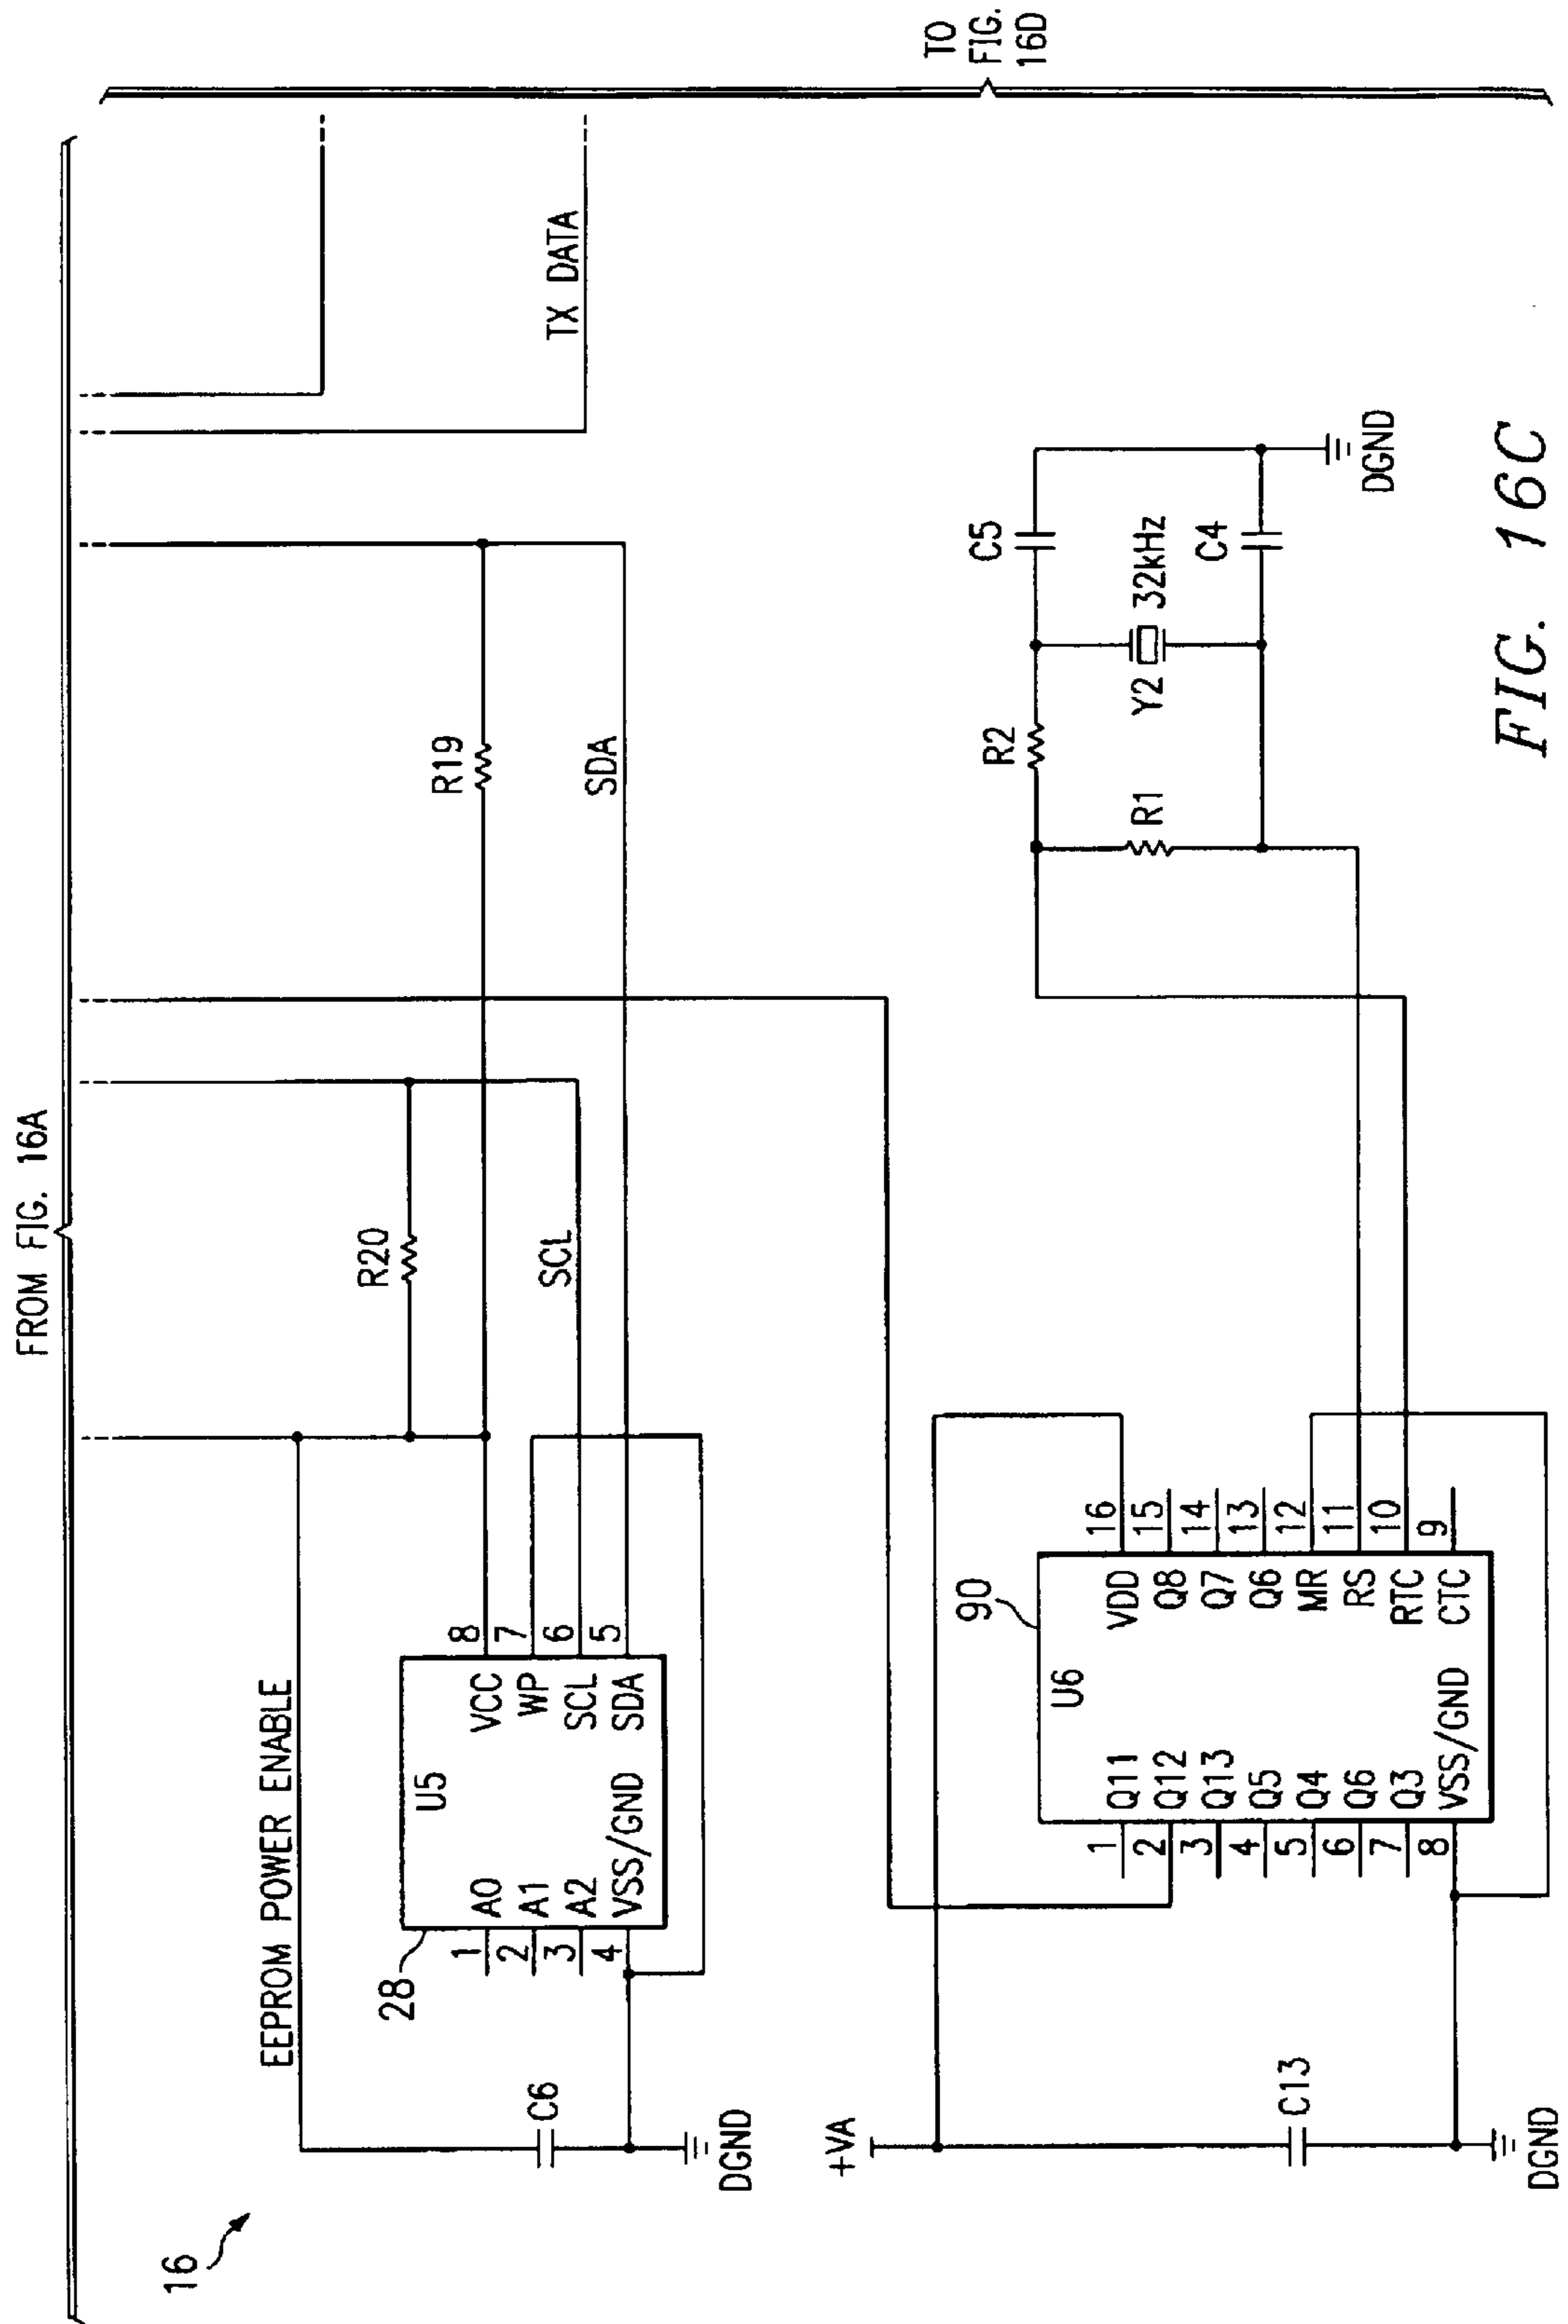 FROM FIG. 16A
TO
FIG.
16D
16
EEPROM POWER ENABLE
R20
R19
SCL
SDA
TX DATA
C6
DGND
28
U5
1 A0
2 A1
3 A2
4 VSS/GND
VCC 8
WP 7
SCL 6
SDA 5
+VA
C13
DGND
90
U6
1 Q11
2 Q12
3 Q13
4 Q5
5 Q4
6 Q6
7 Q3
8 VSS/GND
VDD 16
Q8 15
Q7 14
Q6 13
MR 12
RS 11
RTC 10
CTC 9
R2
R1
C5
Y2 32kHz
C4
DGND
FIG. 16C